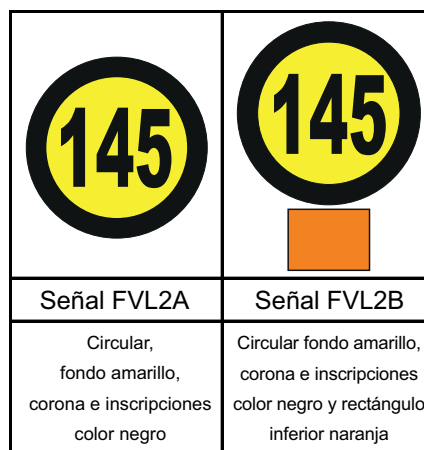 145
145
Señal FVL2A
Señal FVL2B
Circular,
fondo amarillo,
corona e inscripciones
color negro
Circular fondo amarillo,
corona e inscripciones
color negro y rectángulo
inferior naranja